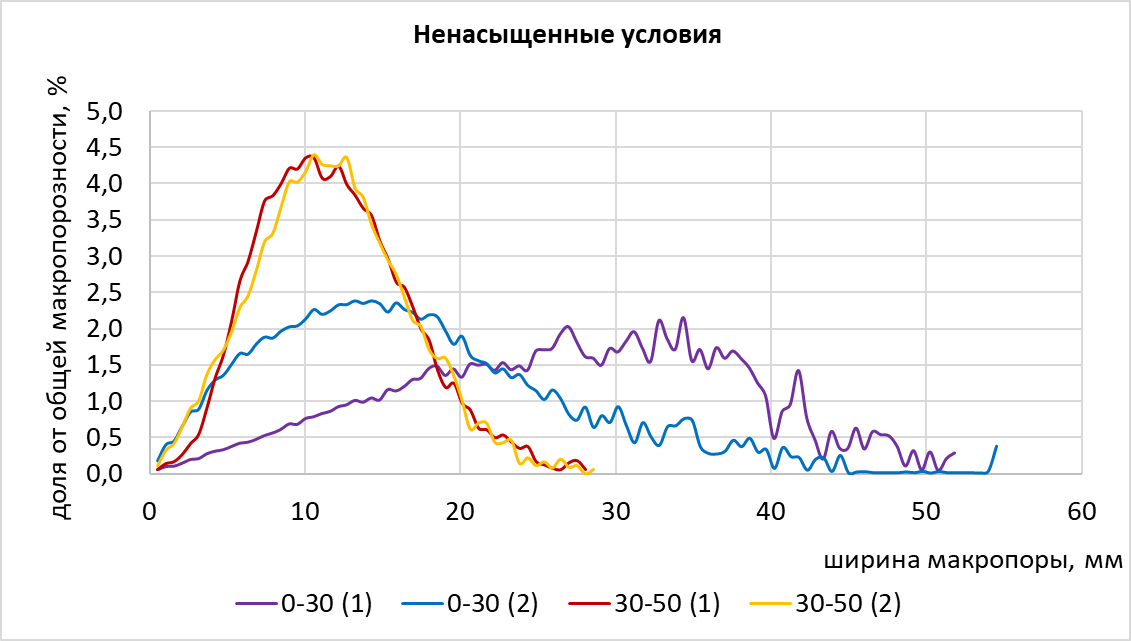 Ненасыщенные условия
доля от общей макропорозности, %
5,0
4,5
4,0
3,5
3,0
2,5
2,0
1,5
1,0
0,5
0,0
0 10 20 30 40 50 60
ширина макропоры, мм
0-30 (1) 0-30 (2) 30-50 (1) 30-50 (2)